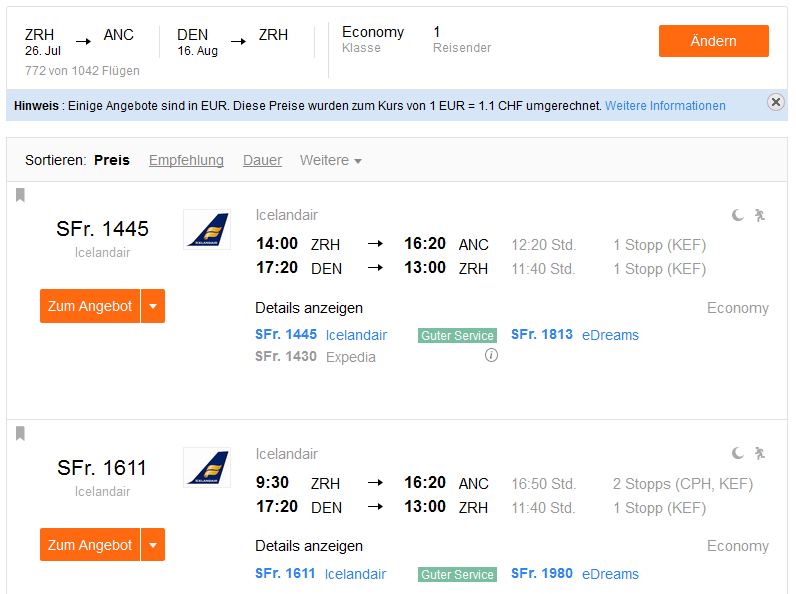 ZRH → ANC DEN → ZRH Economy 1 Ändern
26. Jul 16. Aug Klasse Reisender
772 von 1042 Flügen
Hinweis : Einige Angebote sind in EUR. Diese Preise wurden zum Kurs von 1 EUR = 1.1 CHF umgerechnet. Weitere Informationen
Sortieren: Preis Empfehlung Dauer Weitere
SFr. 1445
Icelandair
Zum Angebot
ICELANDAIR
Icelandair
14:00 ZRH → 16:20 ANC 12:20 Std. 1 Stopp (KEF)
17:20 DEN → 13:00 ZRH 11:40 Std. 1 Stopp (KEF)
Details anzeigen Economy
SFr. 1445 Icelandair Guter Service SFr. 1813 eDreams
SFr. 1430 Expedia
SFr. 1611
Icelandair
Zum Angebot
ICELANDAIR
Icelandair
9:30 ZRH → 16:20 ANC 16:50 Std. 2 Stopps (CPH, KEF)
17:20 DEN → 13:00 ZRH 11:40 Std. 1 Stopp (KEF)
Details anzeigen Economy
SFr. 1611 Icelandair Guter Service SFr. 1980 eDreams